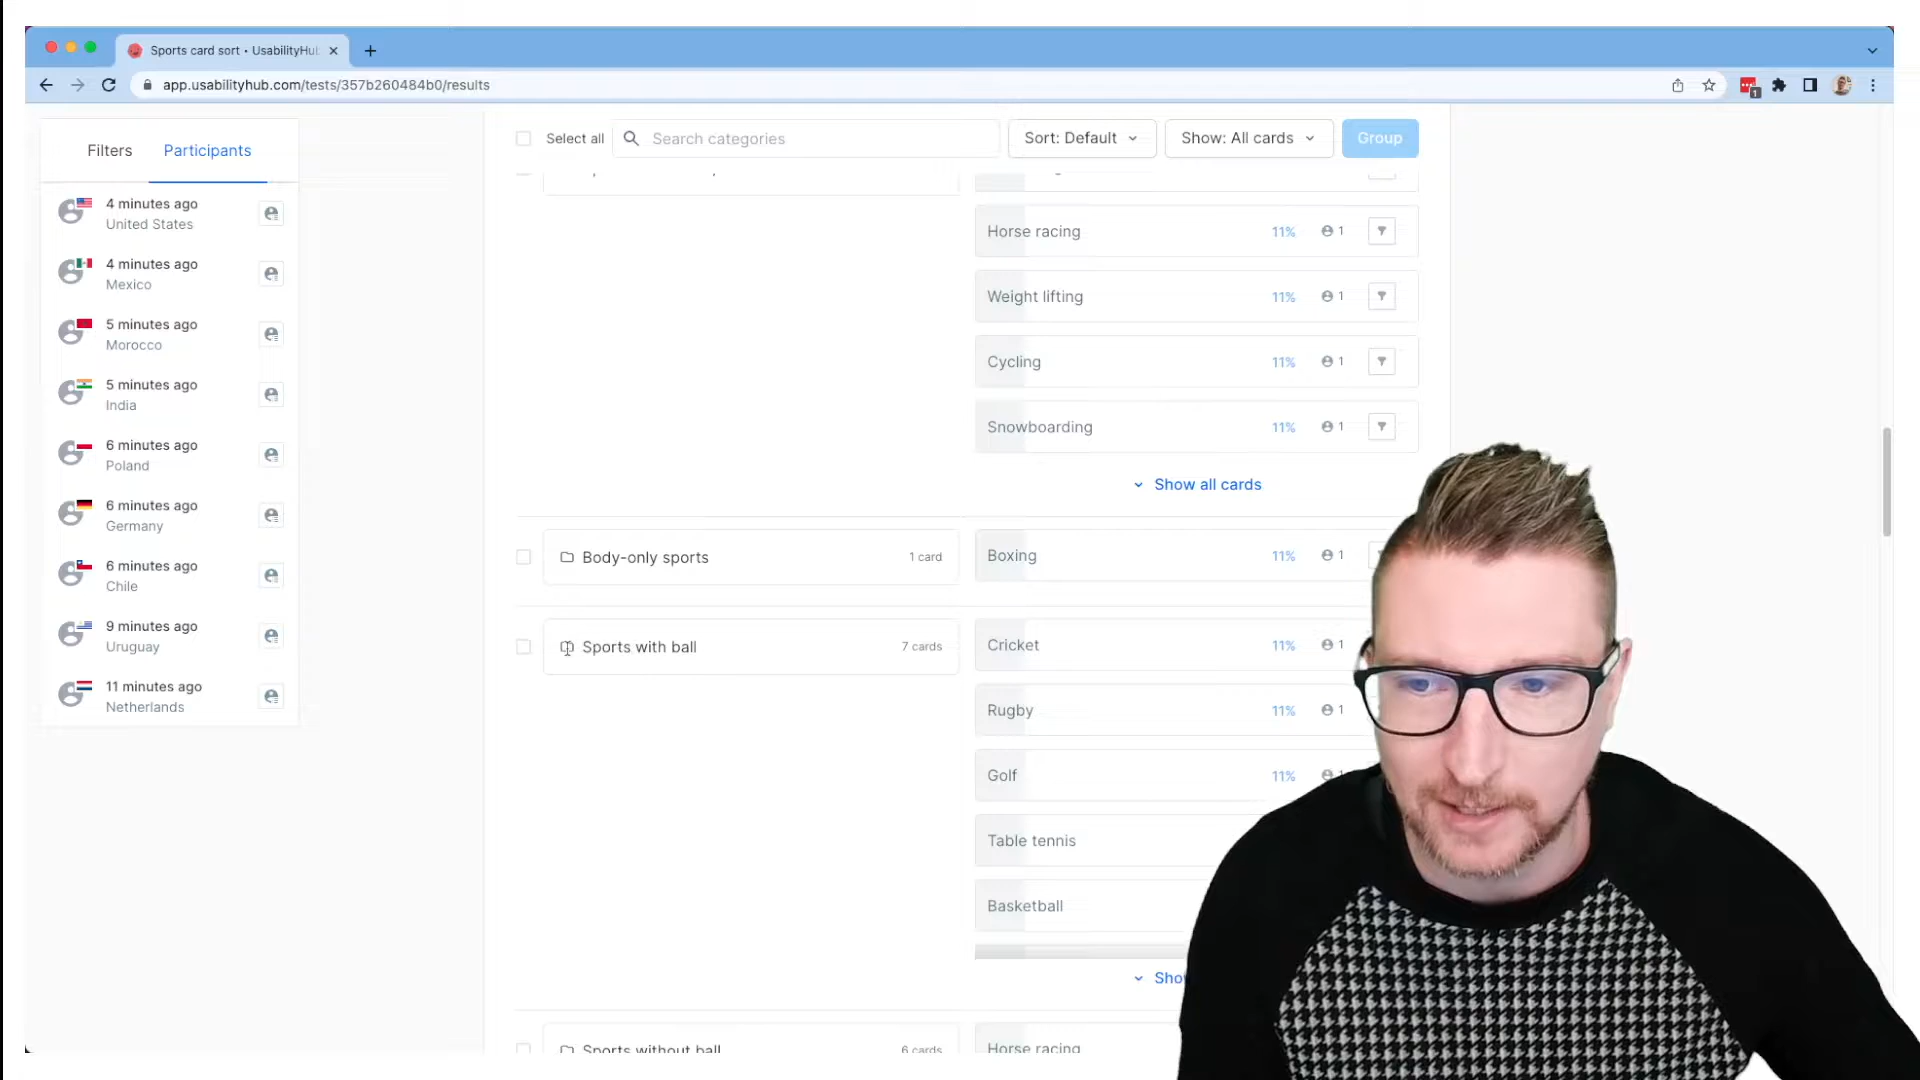 Sports card sort • UsabilityHu
app.usabilityhub.com/tests/357b260484b0/results
1
Filters
Participants
Select all
Search categories
Sort: Default
Show: All cards
Group
4 minutes ago
United States
4 minutes ago
Mexico
5 minutes ago
Morocco
5 minutes ago
India
6 minutes ago
Poland
6 minutes ago
Germany
6 minutes ago
Chile
9 minutes ago
Uruguay
11 minutes ago
Netherlands
Horse racing 11% 1
Weight lifting 11% 1
Cycling 11% 1
Snowboarding 11% 1
Show all cards
Body-only sports 1 card
Boxing 11% 1
Sports with ball 7 cards
Cricket 11% 1
Rugby 11% 1
Golf 11% 1
Table tennis
Basketball
Sho
Sports without ball 6 cards
Horse racing